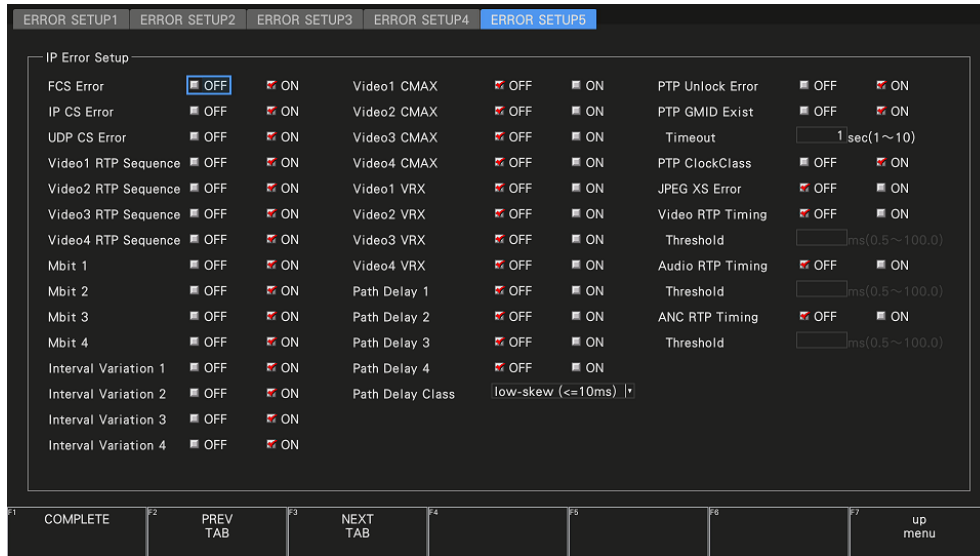 ERROR SETUP1 ERROR SETUP2 ERROR SETUP3 ERROR SETUP4 ERROR SETUP5
IP Error Setup
FCS Error OFF ON Video1 CMAX OFF ON PTP Unlock Error OFF ON
IP CS Error OFF ON Video2 CMAX OFF ON PTP GMID Exist OFF ON
UDP CS Error OFF ON Video3 CMAX OFF ON Timeout 1 sec(1~10)
Video1 RTP Sequence OFF ON Video4 CMAX OFF ON PTP ClockClass OFF ON
Video2 RTP Sequence OFF ON Video1 VRX OFF ON JPEG XS Error OFF ON
Video3 RTP Sequence OFF ON Video2 VRX OFF ON Video RTP Timing OFF ON
Video4 RTP Sequence OFF ON Video3 VRX OFF ON Threshold ms(0.5~100.0)
Mbit 1 OFF ON Video4 VRX OFF ON Audio RTP Timing OFF ON
Mbit 2 OFF ON Path Delay 1 OFF ON Threshold ms(0.5~100.0)
Mbit 3 OFF ON Path Delay 2 OFF ON ANC RTP Timing OFF ON
Mbit 4 OFF ON Path Delay 3 OFF ON Threshold ms(0.5~100.0)
Interval Variation 1 OFF ON Path Delay 4 OFF ON
Interval Variation 2 OFF ON Path Delay Class low-skew (<=10ms)
Interval Variation 3 OFF ON
Interval Variation 4 OFF ON
F1 COMPLETE F2 PREV TAB F3 NEXT TAB F4 F5 F6 F7 up menu